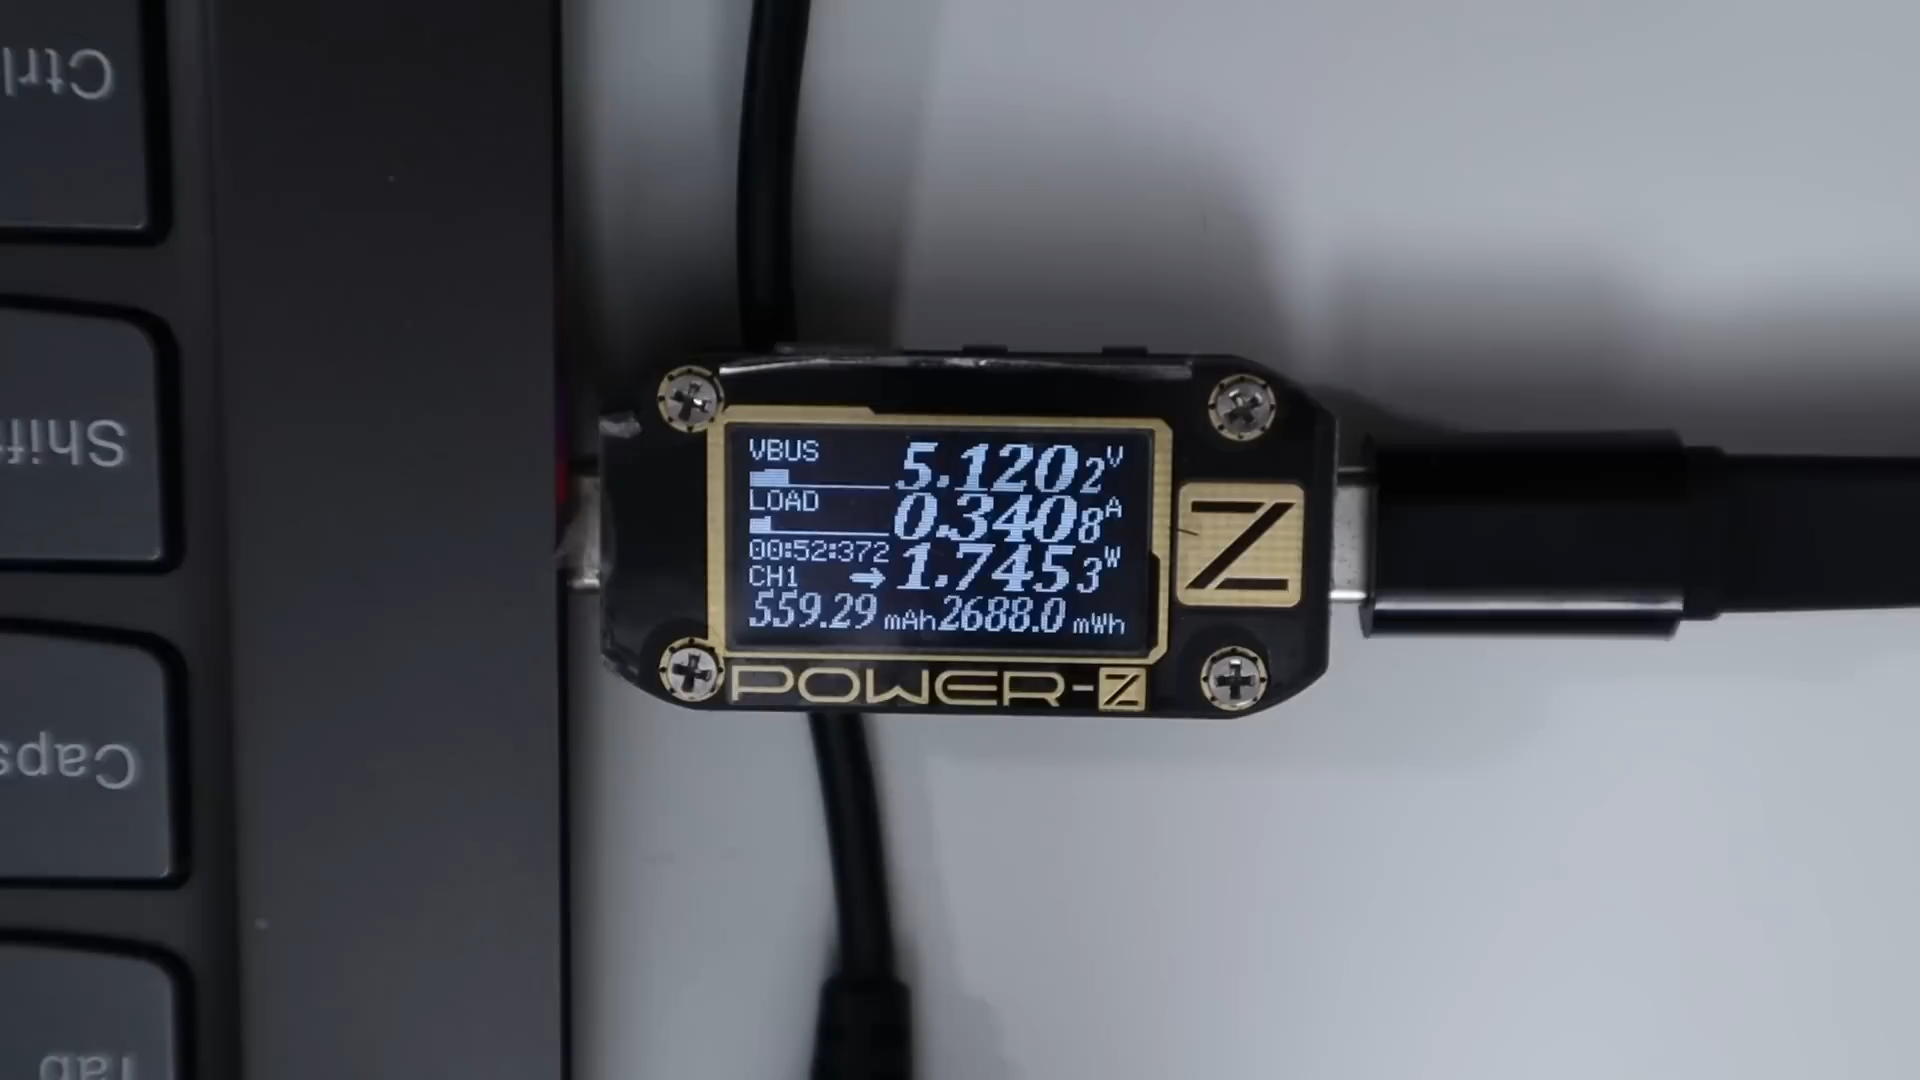 Ctrl
Shift
Caps
Tab
VBUS 5.1202V
LOAD 0.3408A
00:52:372 1.7453W
CH1
559.29 mAh 2688.0 mWh
Z
POWER-Z